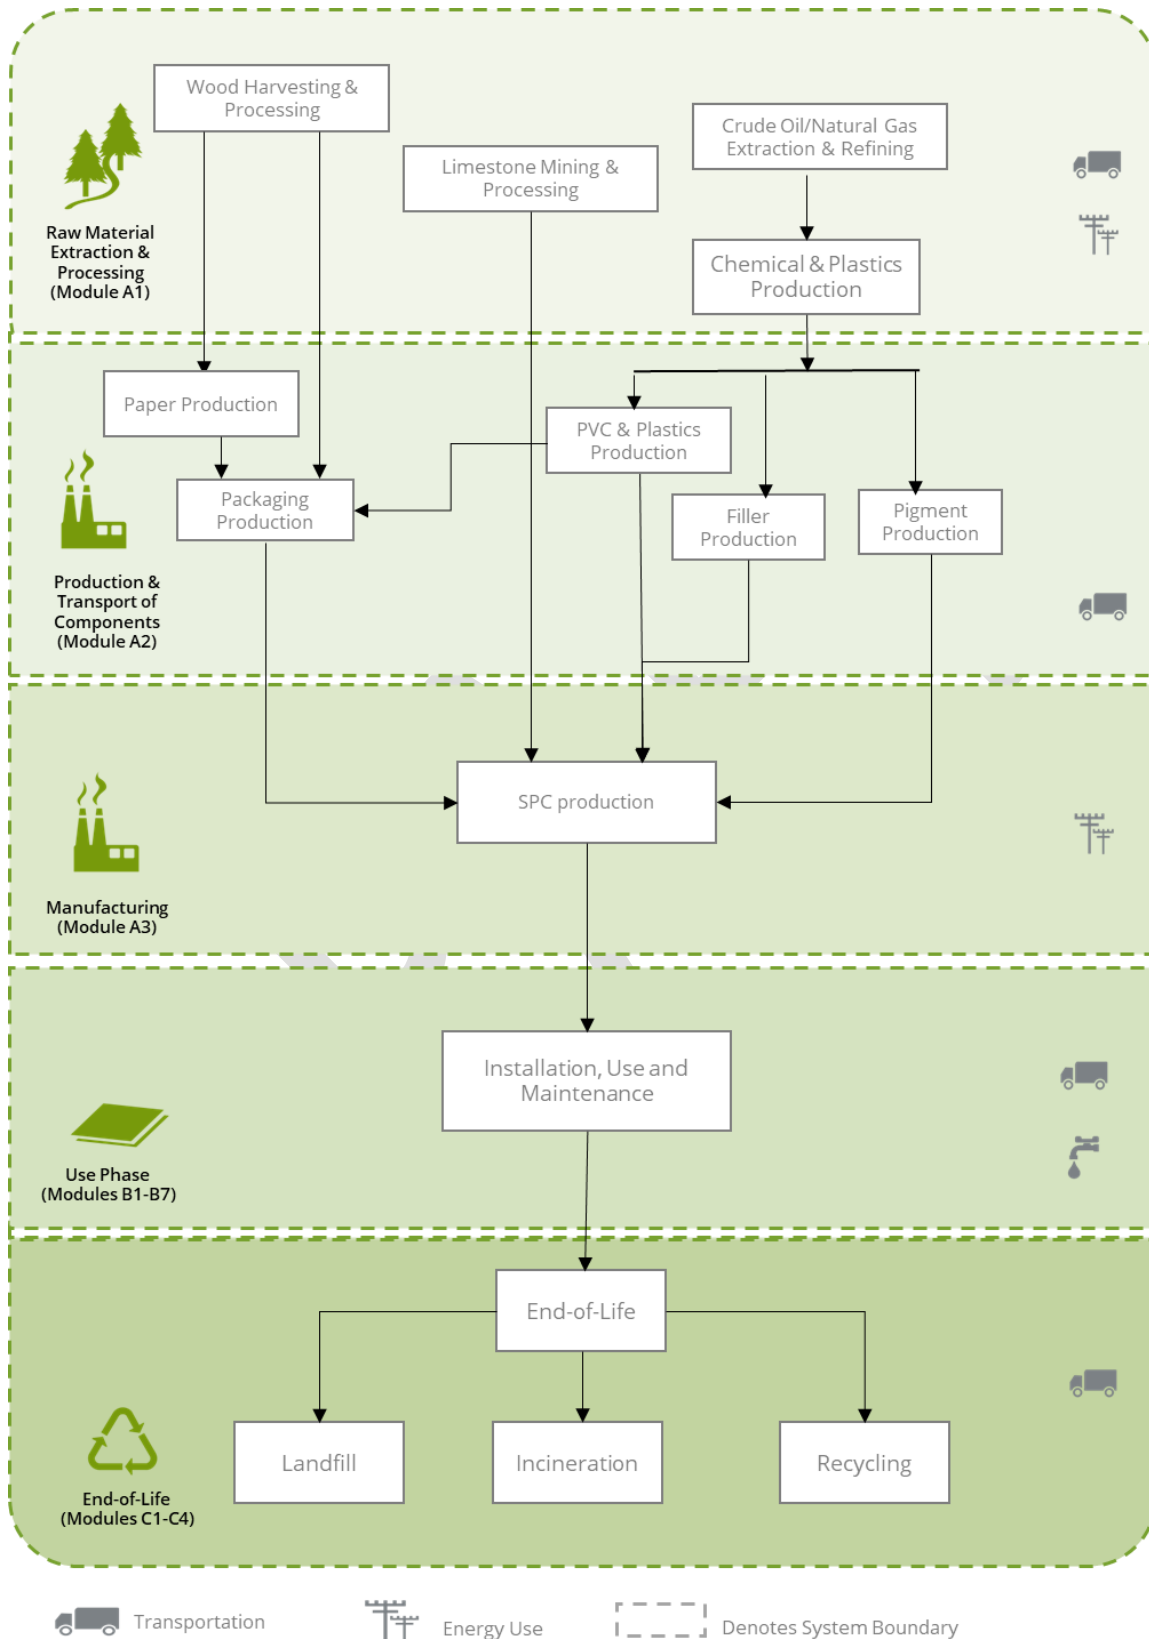 Wood Harvesting &
Processing
Crude Oil/Natural Gas
Extraction & Refining
Limestone Mining &
Processing
Raw Material
Extraction &
Processing
(Module A1)
Chemical & Plastics
Production
Paper Production
PVC & Plastics
Production
Packaging
Production
Filler
Production
Pigment
Production
Production &
Transport of
Components
(Module A2)
SPC production
Manufacturing
(Module A3)
Installation, Use and
Maintenance
Use Phase
(Modules B1-B7)
End-of-Life
Landfill
Incineration
Recycling
End-of-Life
(Modules C1-C4)
Transportation
Energy Use
Denotes System Boundary